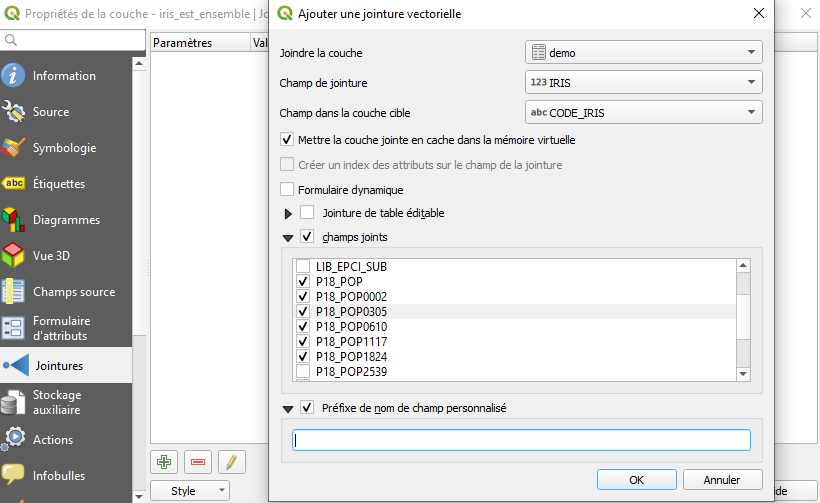 Propriétés de la couche - iris_est_ensemble | Jo
Paramètres
Val
Information
Source
Symbologie
abc
Étiquettes
Diagrammes
Vue 3D
Champs source
Formulaire
d'attributs
Jointures
Stockage
auxiliaire
Actions
Infobulles
Style
Ajouter une jointure vectorielle
Joindre la couche
demo
Champ de jointure
123 IRIS
Champ dans la couche cible
abc CODE_IRIS
Mettre la couche jointe en cache dans la mémoire virtuelle
Créer un index des attributs sur le champ de la jointure
Formulaire dynamique
Jointure de table éditable
champs joints
LIB_EPCI_SUB
P18_POP
P18_POP0002
P18_POP0305
P18_POP0610
P18_POP1117
P18_POP1824
P18_POP2539
Préfixe de nom de champ personnalisé
OK
Annuler
ide